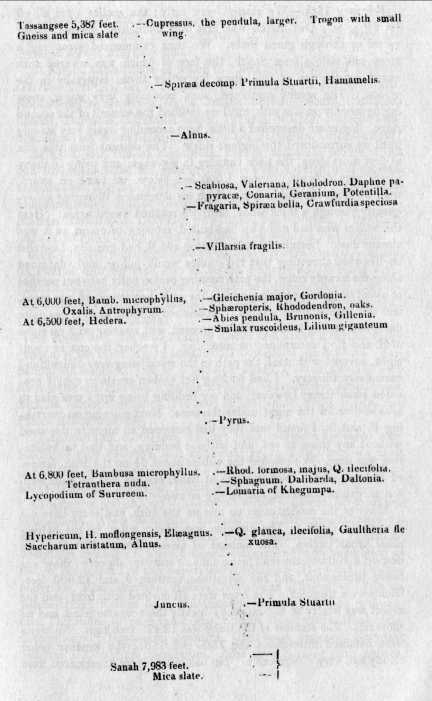 Tassangsee 5,387 feet. .—Cupressus, the pendula, larger. Trogon with small
Gneiss and mica slate wing.
.—Spiræa decomp. Primula Stuartii, Hamamelis.
—Alnus.
.—Scabiosa, Valeriana, Rhododron. Daphne pa-
pyracæ, Conaria, Geranium, Potentilla.
—Fragaria, Spiræa bella, Crawfurdia speciosa
.—Villarsia fragilis.
At 6,000 feet, Bamb. microphyllus, .—Gleichenia major, Gordonia.
Oxalis, Antrophyrum. -Sphæropteris, Rhododendron, oaks.
At 6,500 feet, Hedera. .—Abies pendula, Brunonis, Gillenia.
.—Smilax ruscoideus, Lilium giganteum
.—Pyrus.
At 6,800 feet, Bambusa microphyllus. .—Rhod. formosa, majus, Q. ilecifolia.
Tetranthera nuda. .—Sphagnum, Dalibarda, Daltonia.
Lycopodium of Surureem. .—Lomaria of Khegumpa.
Hypericum, H. moflongensis, Elæagnus. .—Q. glauca, ilecifolia, Gaultheria fle
Saccharum aristatum, Alnus. xuosa.
Juncus. .—Primula Stuartii
Sanah 7,983 feet.
Mica slate.